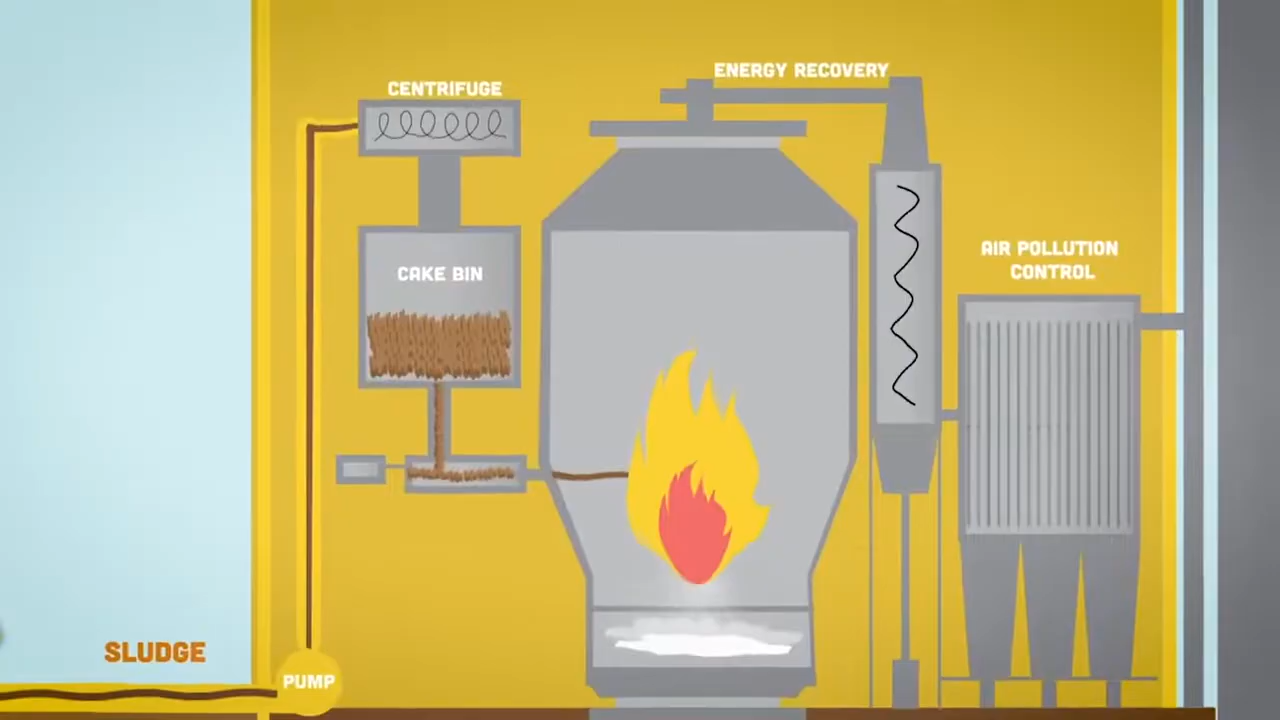 ENERGY RECOVERY
CENTRIFUGE
AIR POLLUTION
CONTROL
CAKE BIN
SLUDGE
PUMP